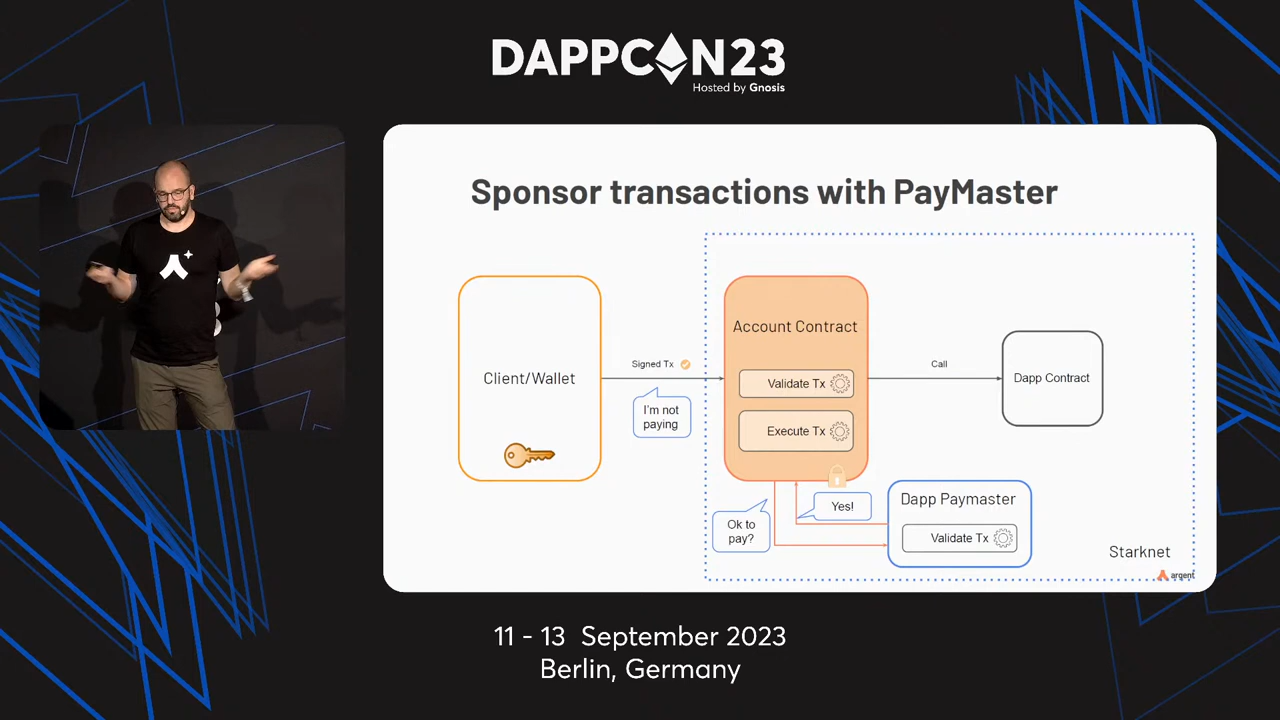 DAPPCON23
Hosted by Gnosis
Sponsor transactions with PayMaster
Client/Wallet
Signed Tx
I'm not
paying
Account Contract
Validate Tx
Execute Tx
Call
Dapp Contract
Ok to
pay?
Yes!
Dapp Paymaster
Validate Tx
Starknet
argent
11 - 13 September 2023
Berlin, Germany